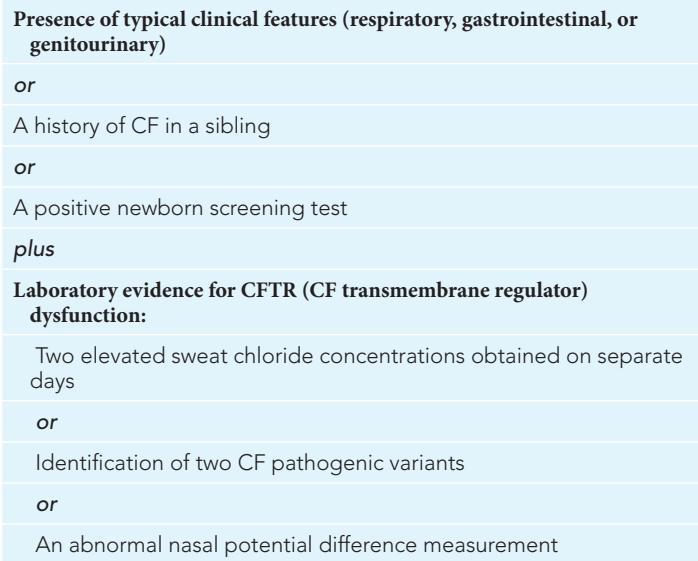 Presence of typical clinical features (respiratory, gastrointestinal, or
genitourinary)
or
A history of CF in a sibling
or
A positive newborn screening test
plus
Laboratory evidence for CFTR (CF transmembrane regulator)
dysfunction:
Two elevated sweat chloride concentrations obtained on separate
days
or
Identification of two CF pathogenic variants
or
An abnormal nasal potential difference measurement